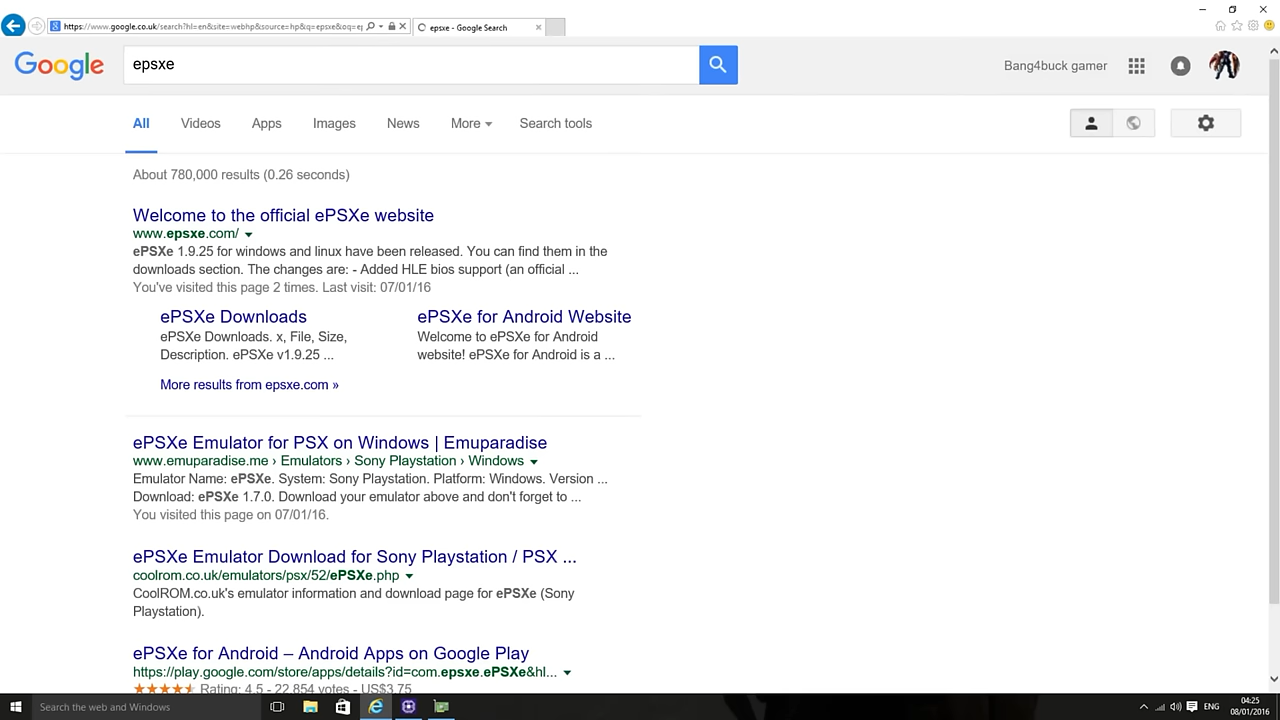 https://www.google.co.uk/search?hl=en&site=webhp&source=hp&q=epsxe&oq=e
epsxe - Google Search
Google
epsxe
Bang4buck gamer
All
Videos
Apps
Images
News
More
Search tools
About 780,000 results (0.26 seconds)
Welcome to the official ePSXe website
www.epsxe.com/
ePSXe 1.9.25 for windows and linux have been released. You can find them in the
downloads section. The changes are: - Added HLE bios support (an official ...
You've visited this page 2 times. Last visit: 07/01/16
ePSXe Downloads
ePSXe Downloads. x, File, Size,
Description. ePSXe v1.9.25 ...
ePSXe for Android Website
Welcome to ePSXe for Android
website! ePSXe for Android is a ...
More results from epsxe.com »
ePSXe Emulator for PSX on Windows | Emuparadise
www.emuparadise.me › Emulators › Sony Playstation › Windows
Emulator Name: ePSXe. System: Sony Playstation. Platform: Windows. Version ...
Download: ePSXe 1.7.0. Download your emulator above and don't forget to ...
You visited this page on 07/01/16.
ePSXe Emulator Download for Sony Playstation / PSX ...
coolrom.co.uk/emulators/psx/52/ePSXe.php
CoolROM.co.uk's emulator information and download page for ePSXe (Sony
Playstation).
ePSXe for Android – Android Apps on Google Play
https://play.google.com/store/apps/details?id=com.epsxe.ePSXe&hl...
Rating: 4.5 - 22,854 votes - US$3.75
Search the web and Windows
ENG
04:25
08/01/2016